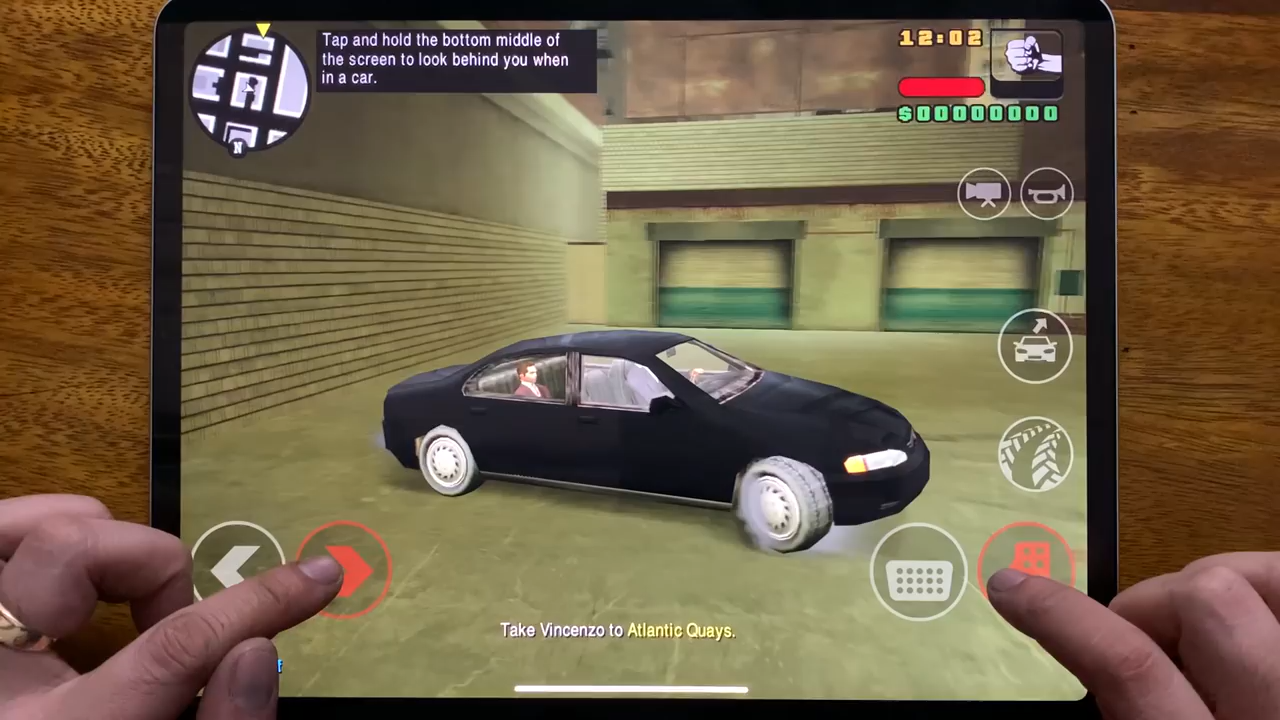 Tap and hold the bottom middle of
the screen to look behind you when
in a car.
12:02
$00000000
N
Take Vincenzo to Atlantic Quays.